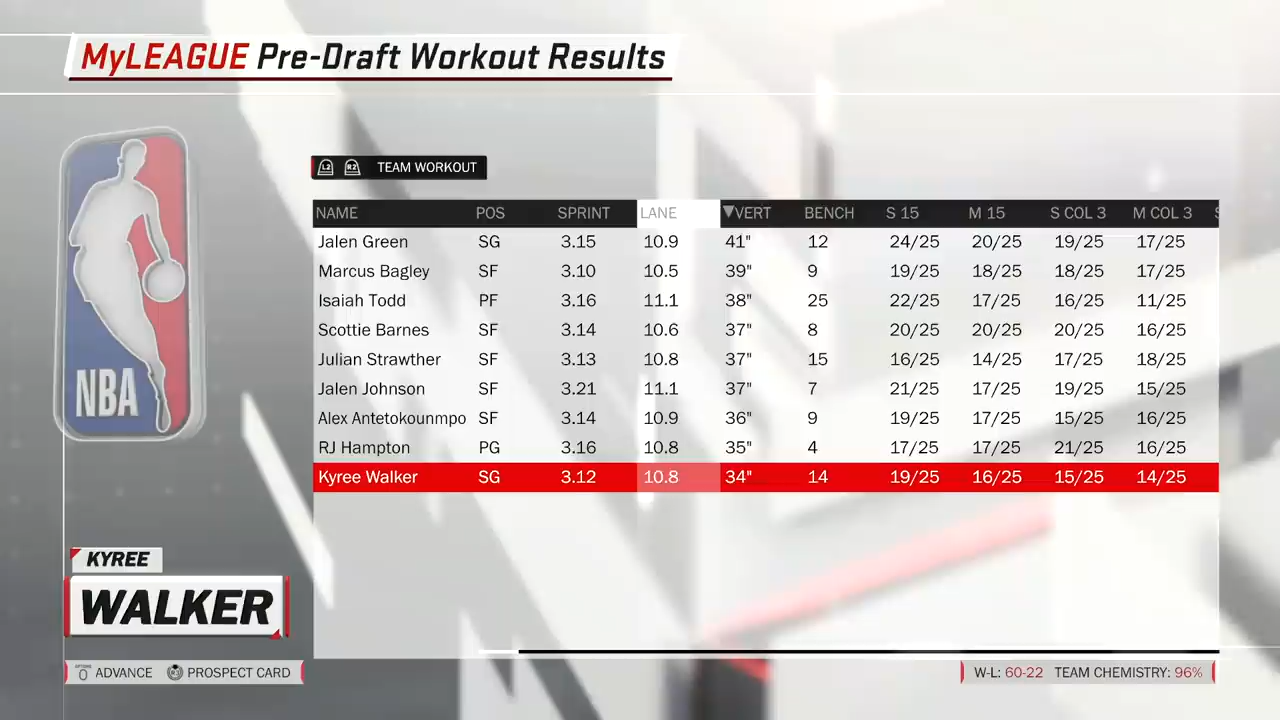 MyLEAGUE Pre-Draft Workout Results
L2 R2 TEAM WORKOUT
NAME POS SPRINT LANE ▼VERT BENCH S 15 M 15 S COL 3 M COL 3
Jalen Green SG 3.15 10.9 41" 12 24/25 20/25 19/25 17/25
Marcus Bagley SF 3.10 10.5 39" 9 19/25 18/25 18/25 17/25
Isaiah Todd PF 3.16 11.1 38" 25 22/25 17/25 16/25 11/25
Scottie Barnes SF 3.14 10.6 37" 8 20/25 20/25 20/25 16/25
Julian Strawther SF 3.13 10.8 37" 15 16/25 14/25 17/25 18/25
Jalen Johnson SF 3.21 11.1 37" 7 21/25 17/25 19/25 15/25
Alex Antetokounmpo SF 3.14 10.9 36" 9 19/25 17/25 15/25 16/25
RJ Hampton PG 3.16 10.8 35" 4 17/25 17/25 21/25 16/25
Kyree Walker SG 3.12 10.8 34" 14 19/25 16/25 15/25 14/25
NBA
KYREE
WALKER
OPTIONS ADVANCE R3 PROSPECT CARD
W-L: 60-22 TEAM CHEMISTRY: 96%